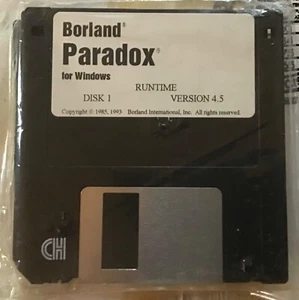 Borland®
Paradox®
for Windows
RUNTIME
DISK 1 VERSION 4.5
Copyright © 1985, 1993 Borland International, Inc. All rights reserved.